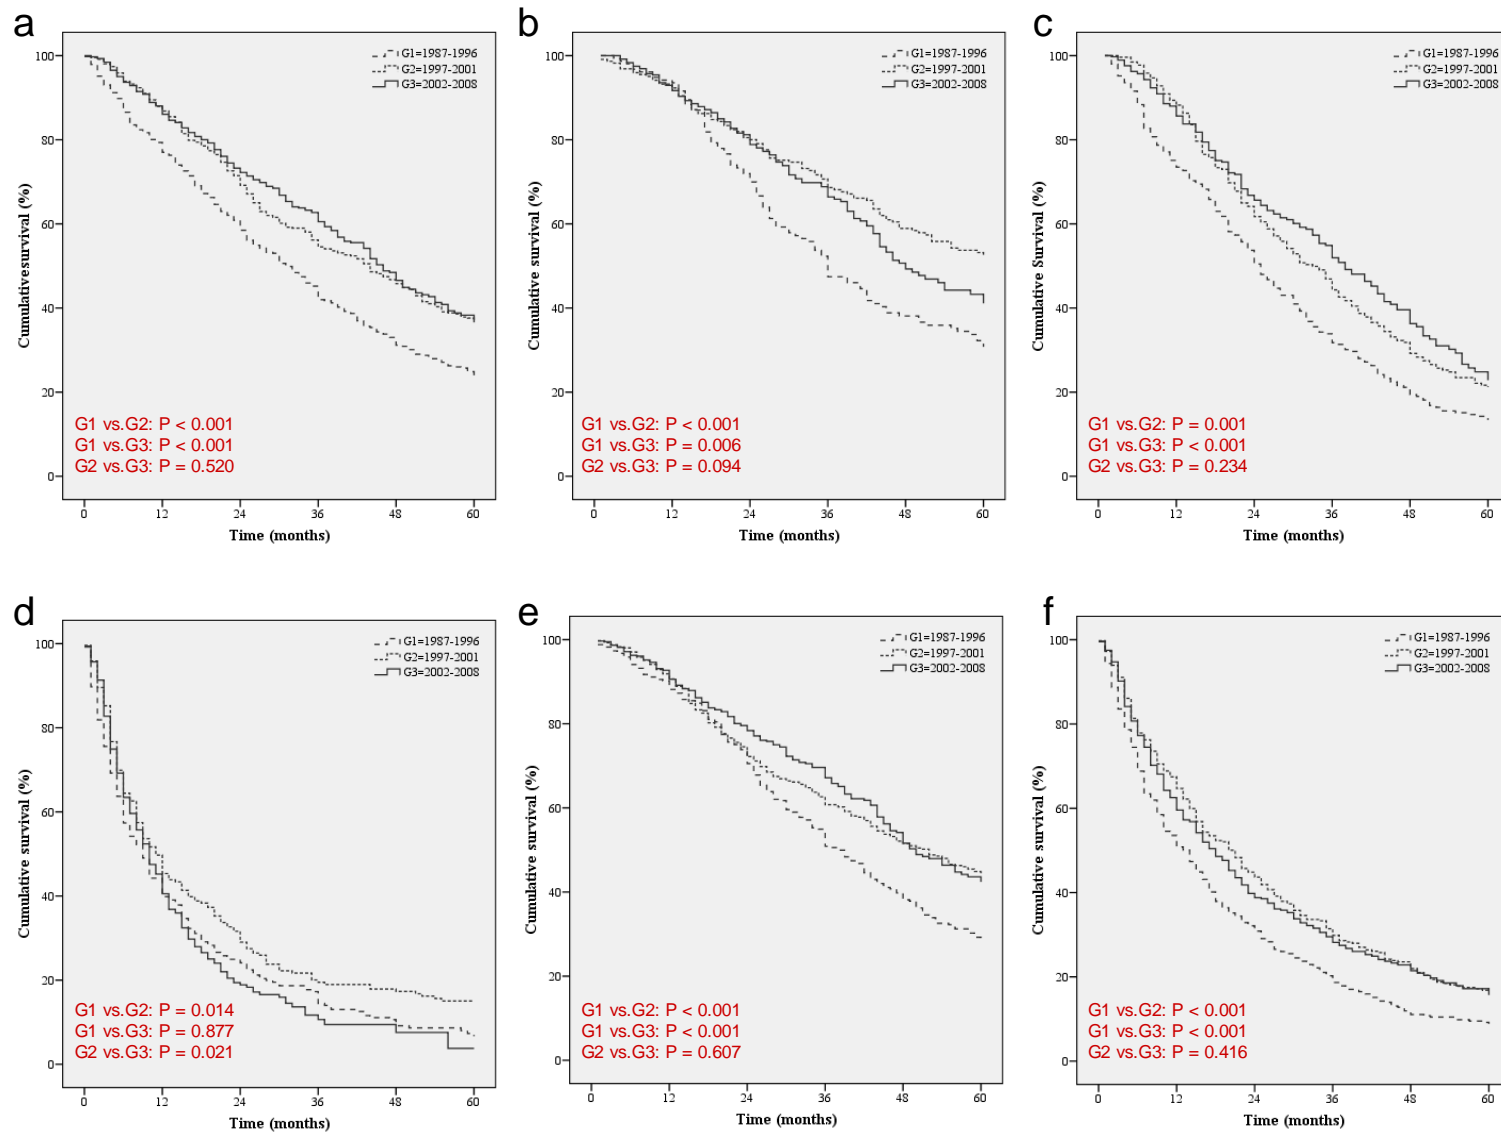 a
G1=1987-1996
G2=1997-2001
G3=2002-2008
100
80
60
40
20
0
Cumulativesurvival (%)
G1 vs.G2: P < 0.001
G1 vs.G3: P < 0.001
G2 vs.G3: P = 0.520
0 12 24 36 48 60
Time (months)
b
G1=1987-1996
G2=1997-2001
G3=2002-2008
100
80
60
40
20
0
Cumulative survival (%)
G1 vs.G2: P < 0.001
G1 vs.G3: P = 0.006
G2 vs.G3: P = 0.094
0 12 24 36 48 60
Time (months)
c
G1=1987-1996
G2=1997-2001
G3=2002-2008
100
80
60
40
20
0
Cumulative Survival (%)
G1 vs.G2: P = 0.001
G1 vs.G3: P < 0.001
G2 vs.G3: P = 0.234
0 12 24 36 48 60
Time (months)
d
G1=1987-1996
G2=1997-2001
G3=2002-2008
100
80
60
40
20
0
Cumulative survival (%)
G1 vs.G2: P = 0.014
G1 vs.G3: P = 0.877
G2 vs.G3: P = 0.021
0 12 24 36 48 60
Time (months)
e
G1=1987-1996
G2=1997-2001
G3=2002-2008
100
80
60
40
20
0
Cumulative survival (%)
G1 vs.G2: P < 0.001
G1 vs.G3: P < 0.001
G2 vs.G3: P = 0.607
0 12 24 36 48 60
Time (months)
f
G1=1987-1996
G2=1997-2001
G3=2002-2008
100
80
60
40
20
0
Cumulative survival (%)
G1 vs.G2: P < 0.001
G1 vs.G3: P < 0.001
G2 vs.G3: P = 0.416
0 12 24 36 48 60
Time (months)